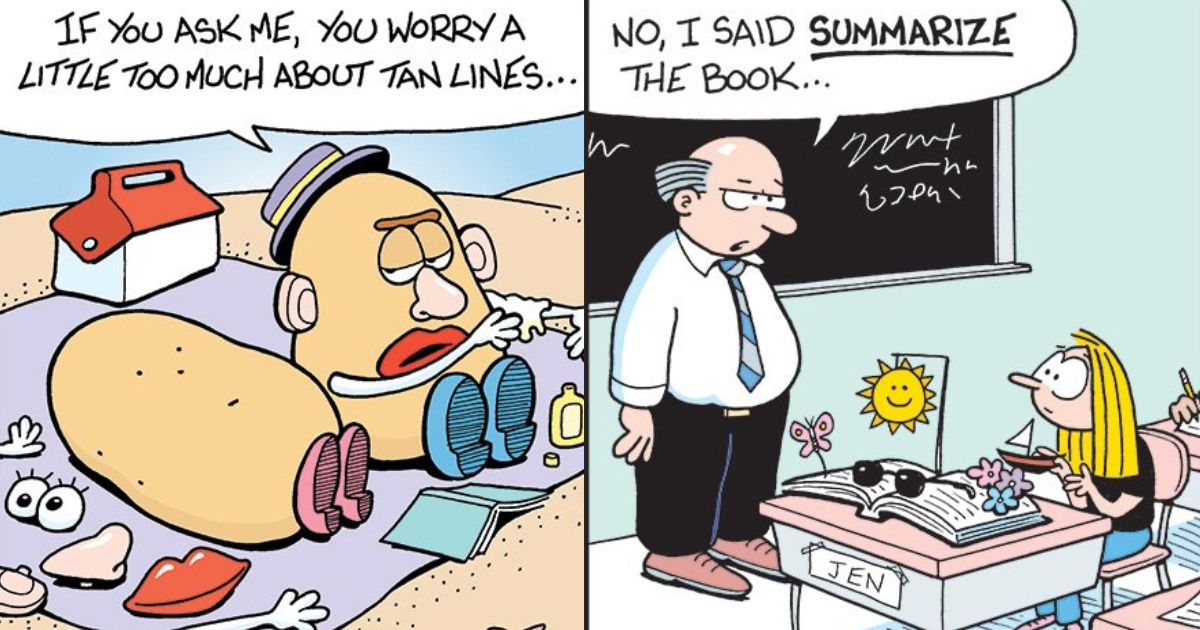 IF YOU ASK ME, YOU WORRY A
LITTLE TOO MUCH ABOUT TAN LINES...
NO, I SAID SUMMARIZE
THE BOOK...
JEN